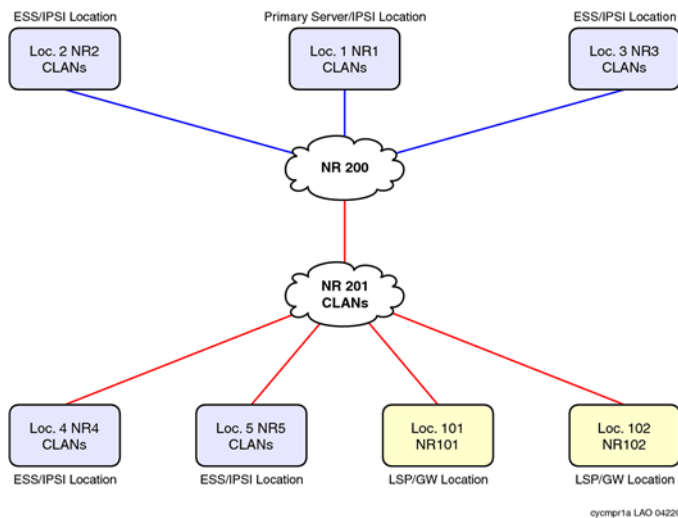 ESS/IPSI Location
Primary Server/IPSI Location
ESS/IPSI Location
Loc. 2 NR2
CLANs
Loc. 1 NR1
CLANs
Loc. 3 NR3
CLANs
NR 200
NR 201
CLANs
Loc. 4 NR4
CLANs
Loc. 5 NR5
CLANs
Loc. 101
NR101
Loc. 102
NR102
ESS/IPSI Location
ESS/IPSI Location
LSP/GW Location
LSP/GW Location
cycmpr1a LAO 04220